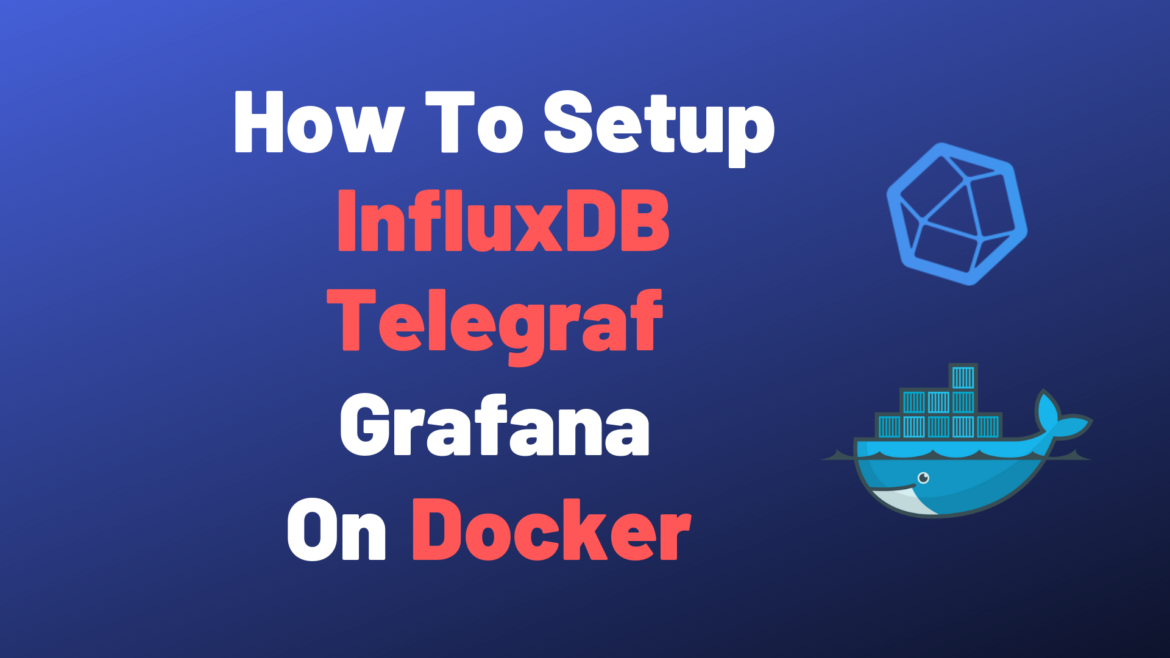 How To Setup
InfluxDB
Telegraf
Grafana
On Docker